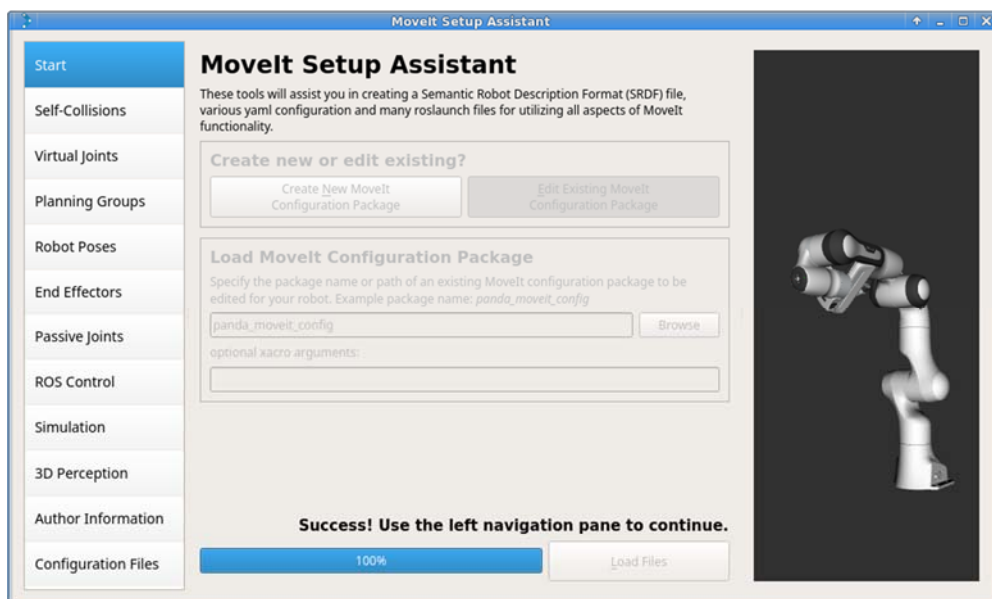 MoveIt Setup Assistant
Start
Self-Collisions
Virtual Joints
Planning Groups
Robot Poses
End Effectors
Passive Joints
ROS Control
Simulation
3D Perception
Author Information
Configuration Files
MoveIt Setup Assistant
These tools will assist you in creating a Semantic Robot Description Format (SRDF) file,
various yaml configuration and many roslaunch files for utilizing all aspects of MoveIt
functionality.
Create new or edit existing?
Create New MoveIt
Configuration Package
Edit Existing MoveIt
Configuration Package
Load MoveIt Configuration Package
Specify the package name or path of an existing MoveIt configuration package to be
edited for your robot. Example package name: panda_moveit_config
panda_moveit_config
Browse
optional xacro arguments:
Success! Use the left navigation pane to continue.
100%
Load Files